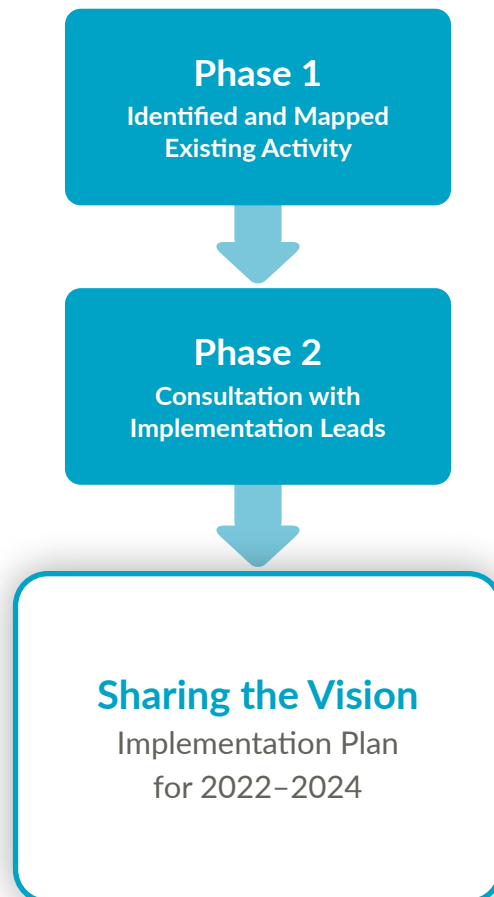 Phase 1
Identified and Mapped
Existing Activity
Phase 2
Consultation with
Implementation Leads
Sharing the Vision
Implementation Plan
for 2022–2024